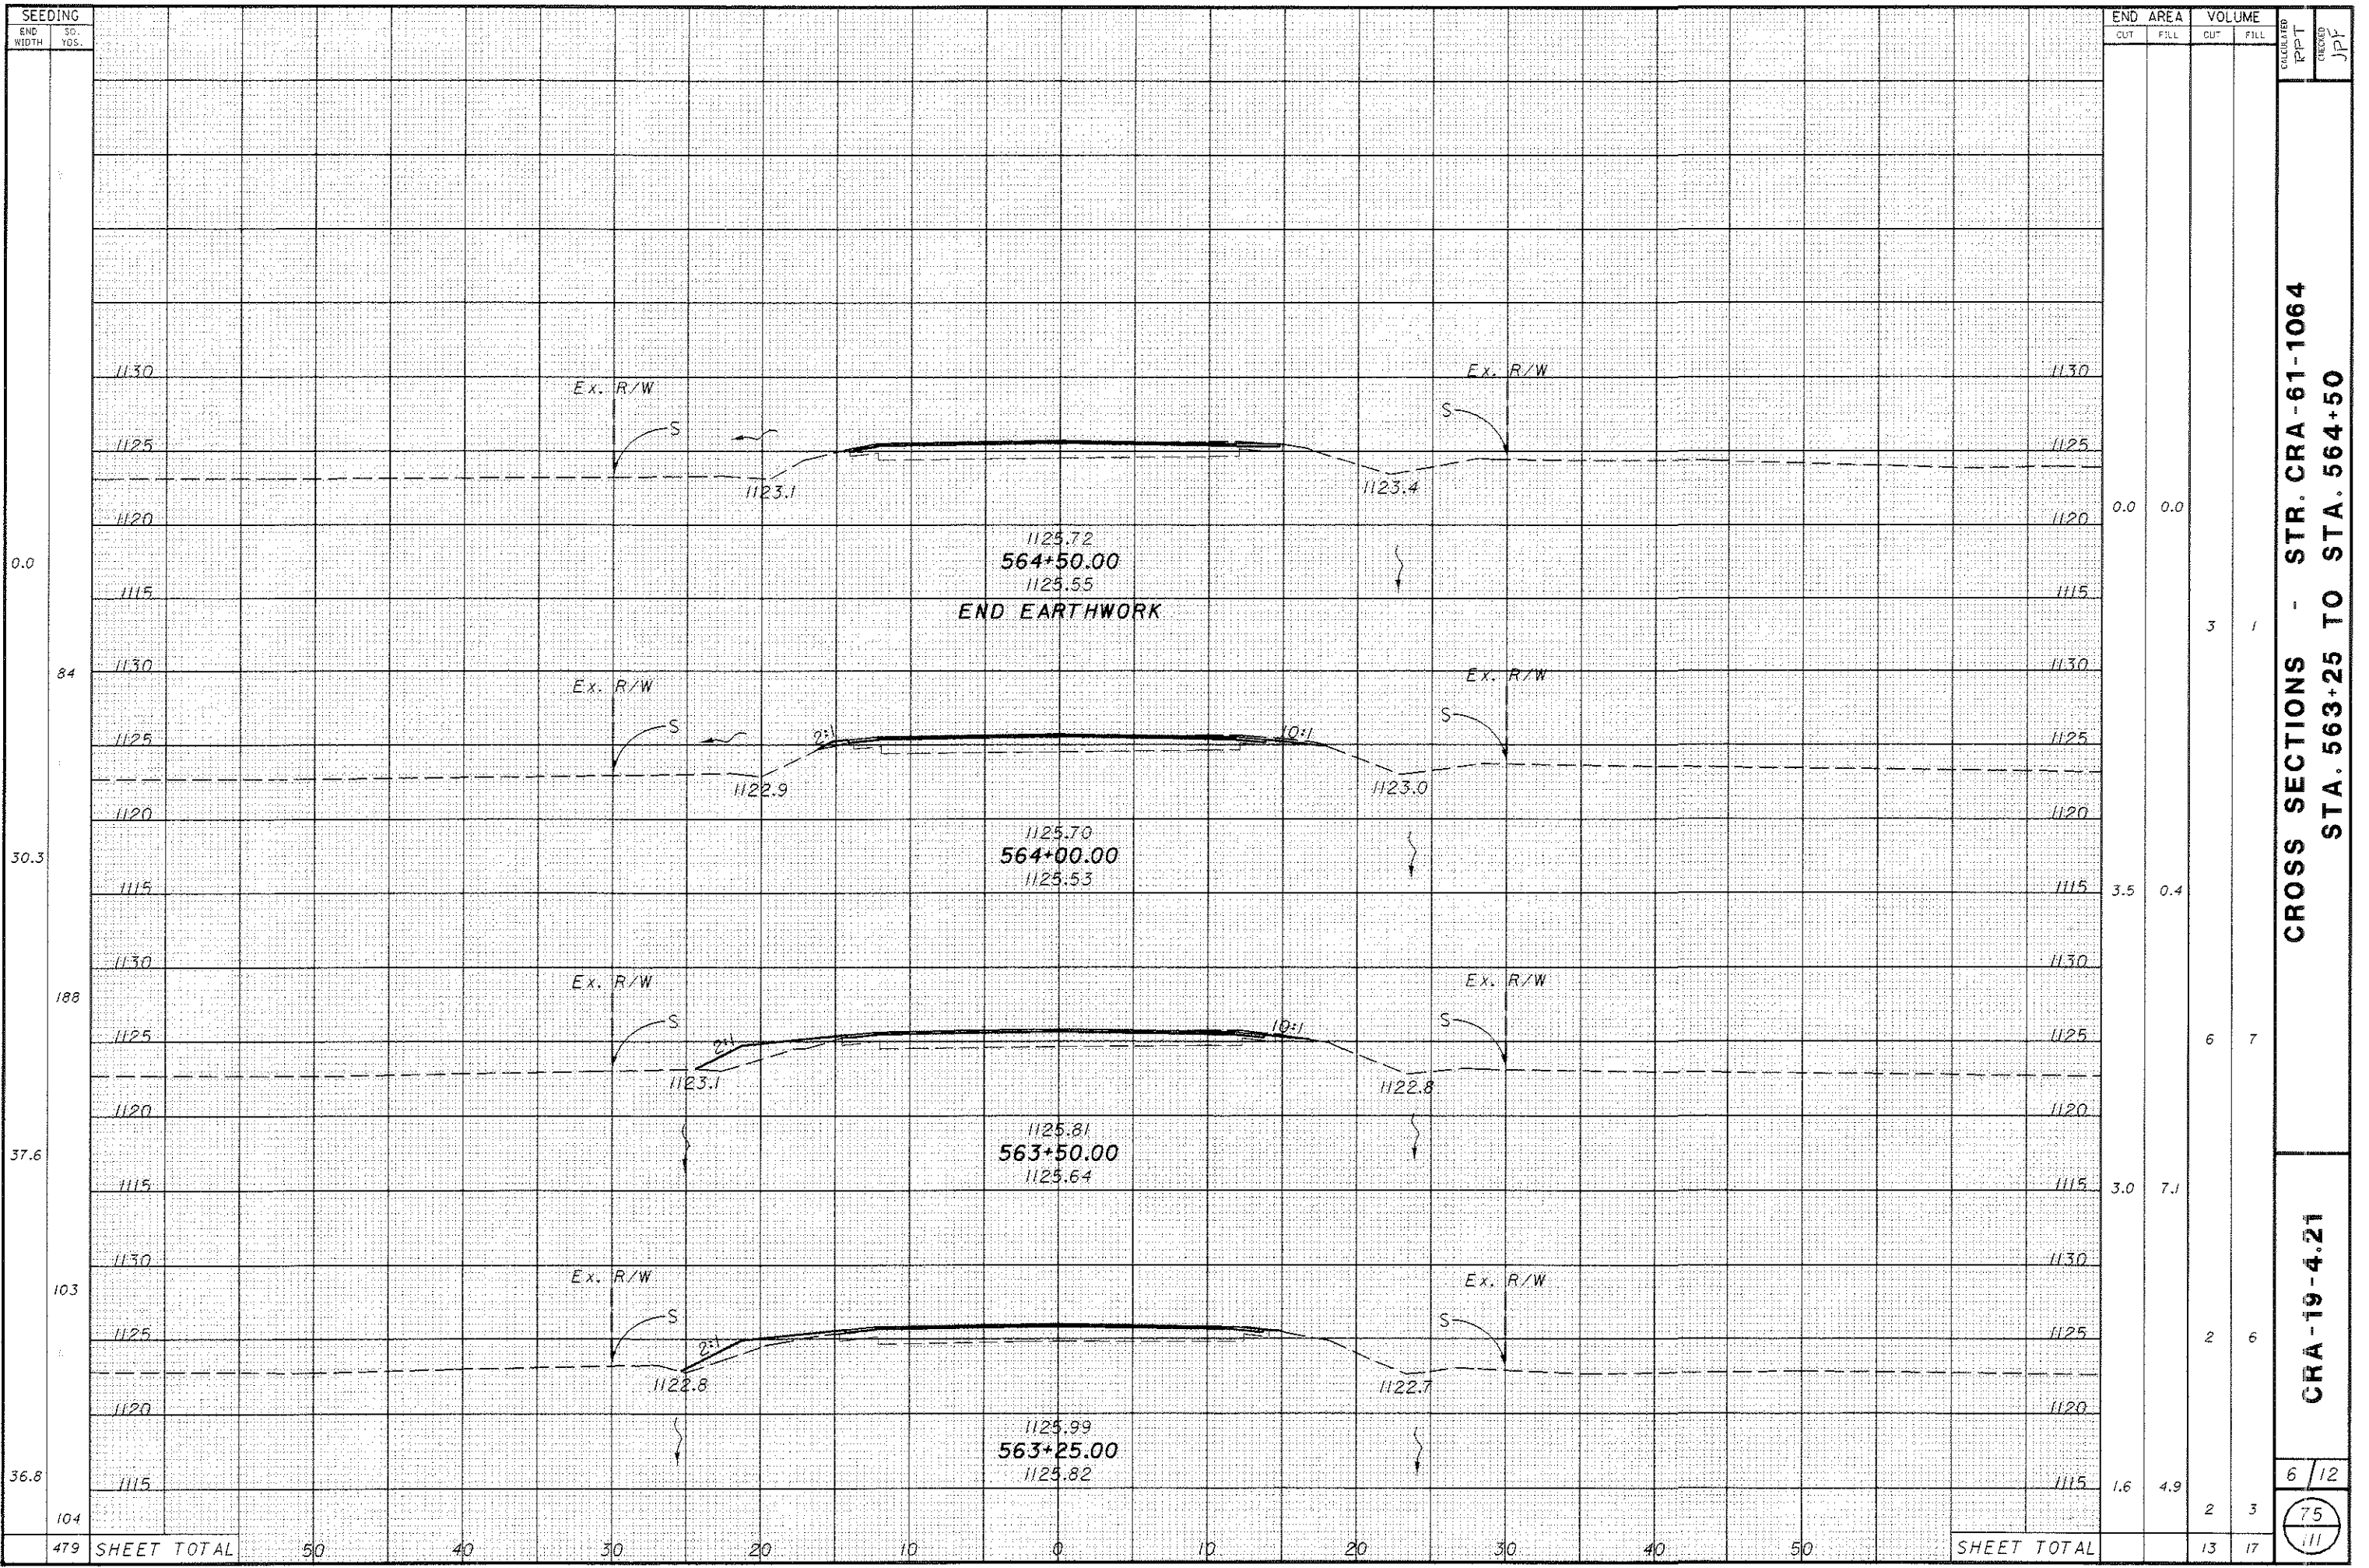 SEEDING
END WIDTH
SQ. YDS.
END AREA
VOLUME
CUT
FILL
CUT
FILL
CALCULATED
RPT
CHECKED
JPF
1130
Ex. R/W
Ex. R/W
1130
S
S
1125
1125
1123.1
1123.4
1120
1120
0.0
0.0
1125.72
564+50.00
1125.55
0.0
1115
1115
END EARTHWORK
3
1
84
1130
Ex. R/W
Ex. R/W
1130
S
S
1125
2:1
10:1
1125
1122.9
1123.0
1120
1120
1125.70
564+00.00
1125.53
30.3
1115
1115
3.5
0.4
1130
Ex. R/W
Ex. R/W
1130
188
S
S
1125
2:1
10:1
1125
6
7
1123.1
1122.8
1120
1120
1125.81
563+50.00
1125.64
37.6
1115
1115
3.0
7.1
1130
Ex. R/W
Ex. R/W
1130
103
S
S
1125
2:1
1125
2
6
1122.8
1122.7
1120
1120
1125.99
563+25.00
1125.82
36.8
1115
1115
1.6
4.9
104
2
3
479
SHEET TOTAL
50
40
30
20
10
0
10
20
30
40
50
SHEET TOTAL
13
17
CROSS SECTIONS - STR. CRA-61-1064
STA. 563+25 TO STA. 564+50
CRA-19-4.21
6/12
75
111